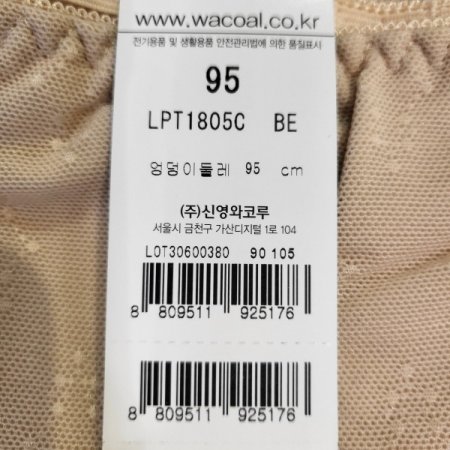 www.wacoal.co.kr
전기용품 및 생활용품 안전관리법에 의한 품질표시
95
LPT1805C BE
엉덩이둘레 95 cm
(주)신영와코루
서울시 금천구 가산디지털 1로 104
LOT30600380 90 105
8 809511 925176
8 809511 925176